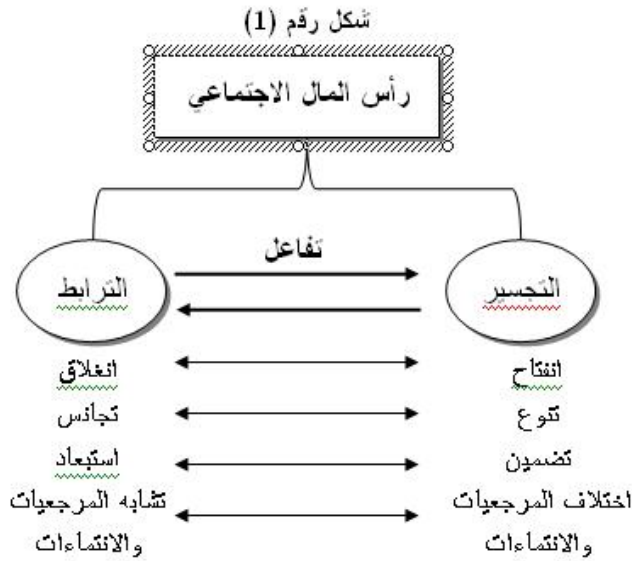 شكل رقم (1)
رأس المال الاجتماعي
تفاعل
التجسير
الترابط
انفتاح
انغلاق
تنوع
تجانس
تضمين
استبعاد
اختلاف المرجعيات
والانتماءات
تشابه المرجعيات
والانتماءات